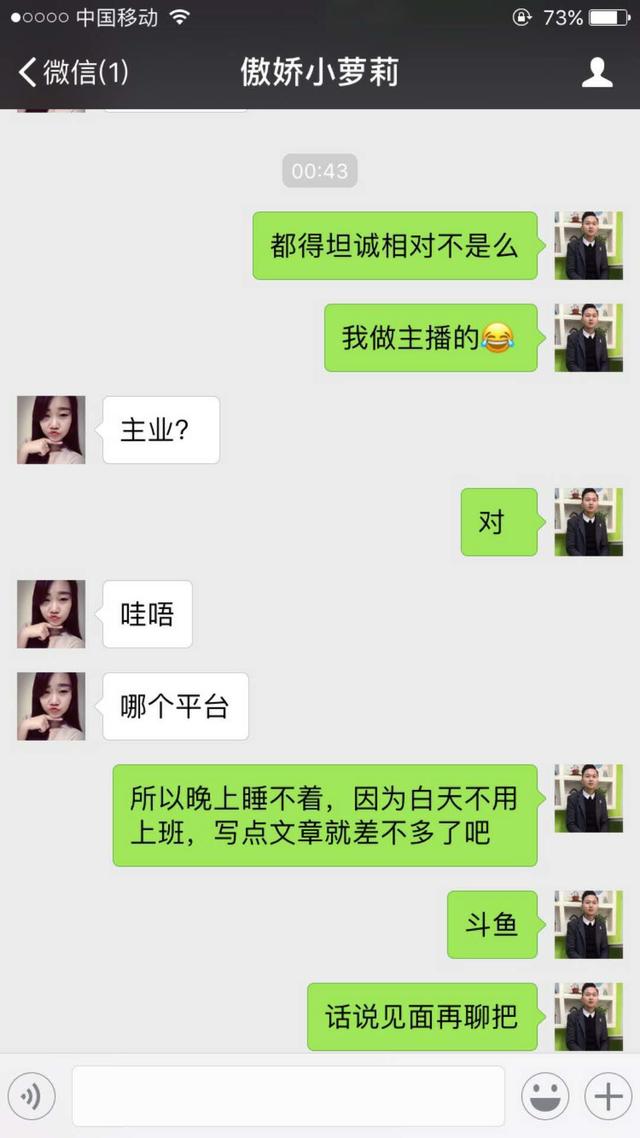 中国移动
73%
微信(1)
傲娇小萝莉
00:43
都得坦诚相对不是么
我做主播的😂
主业?
对
哇唔
哪个平台
所以晚上睡不着，因为白天不用
上班，写点文章就差不多了吧
斗鱼
话说见面再聊把